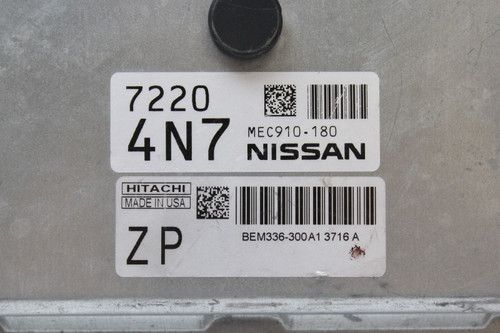 7220
4N7
MEC910-180
NISSAN
HITACHI
MADE IN USA
ZP
BEM336-300A1 3716 A